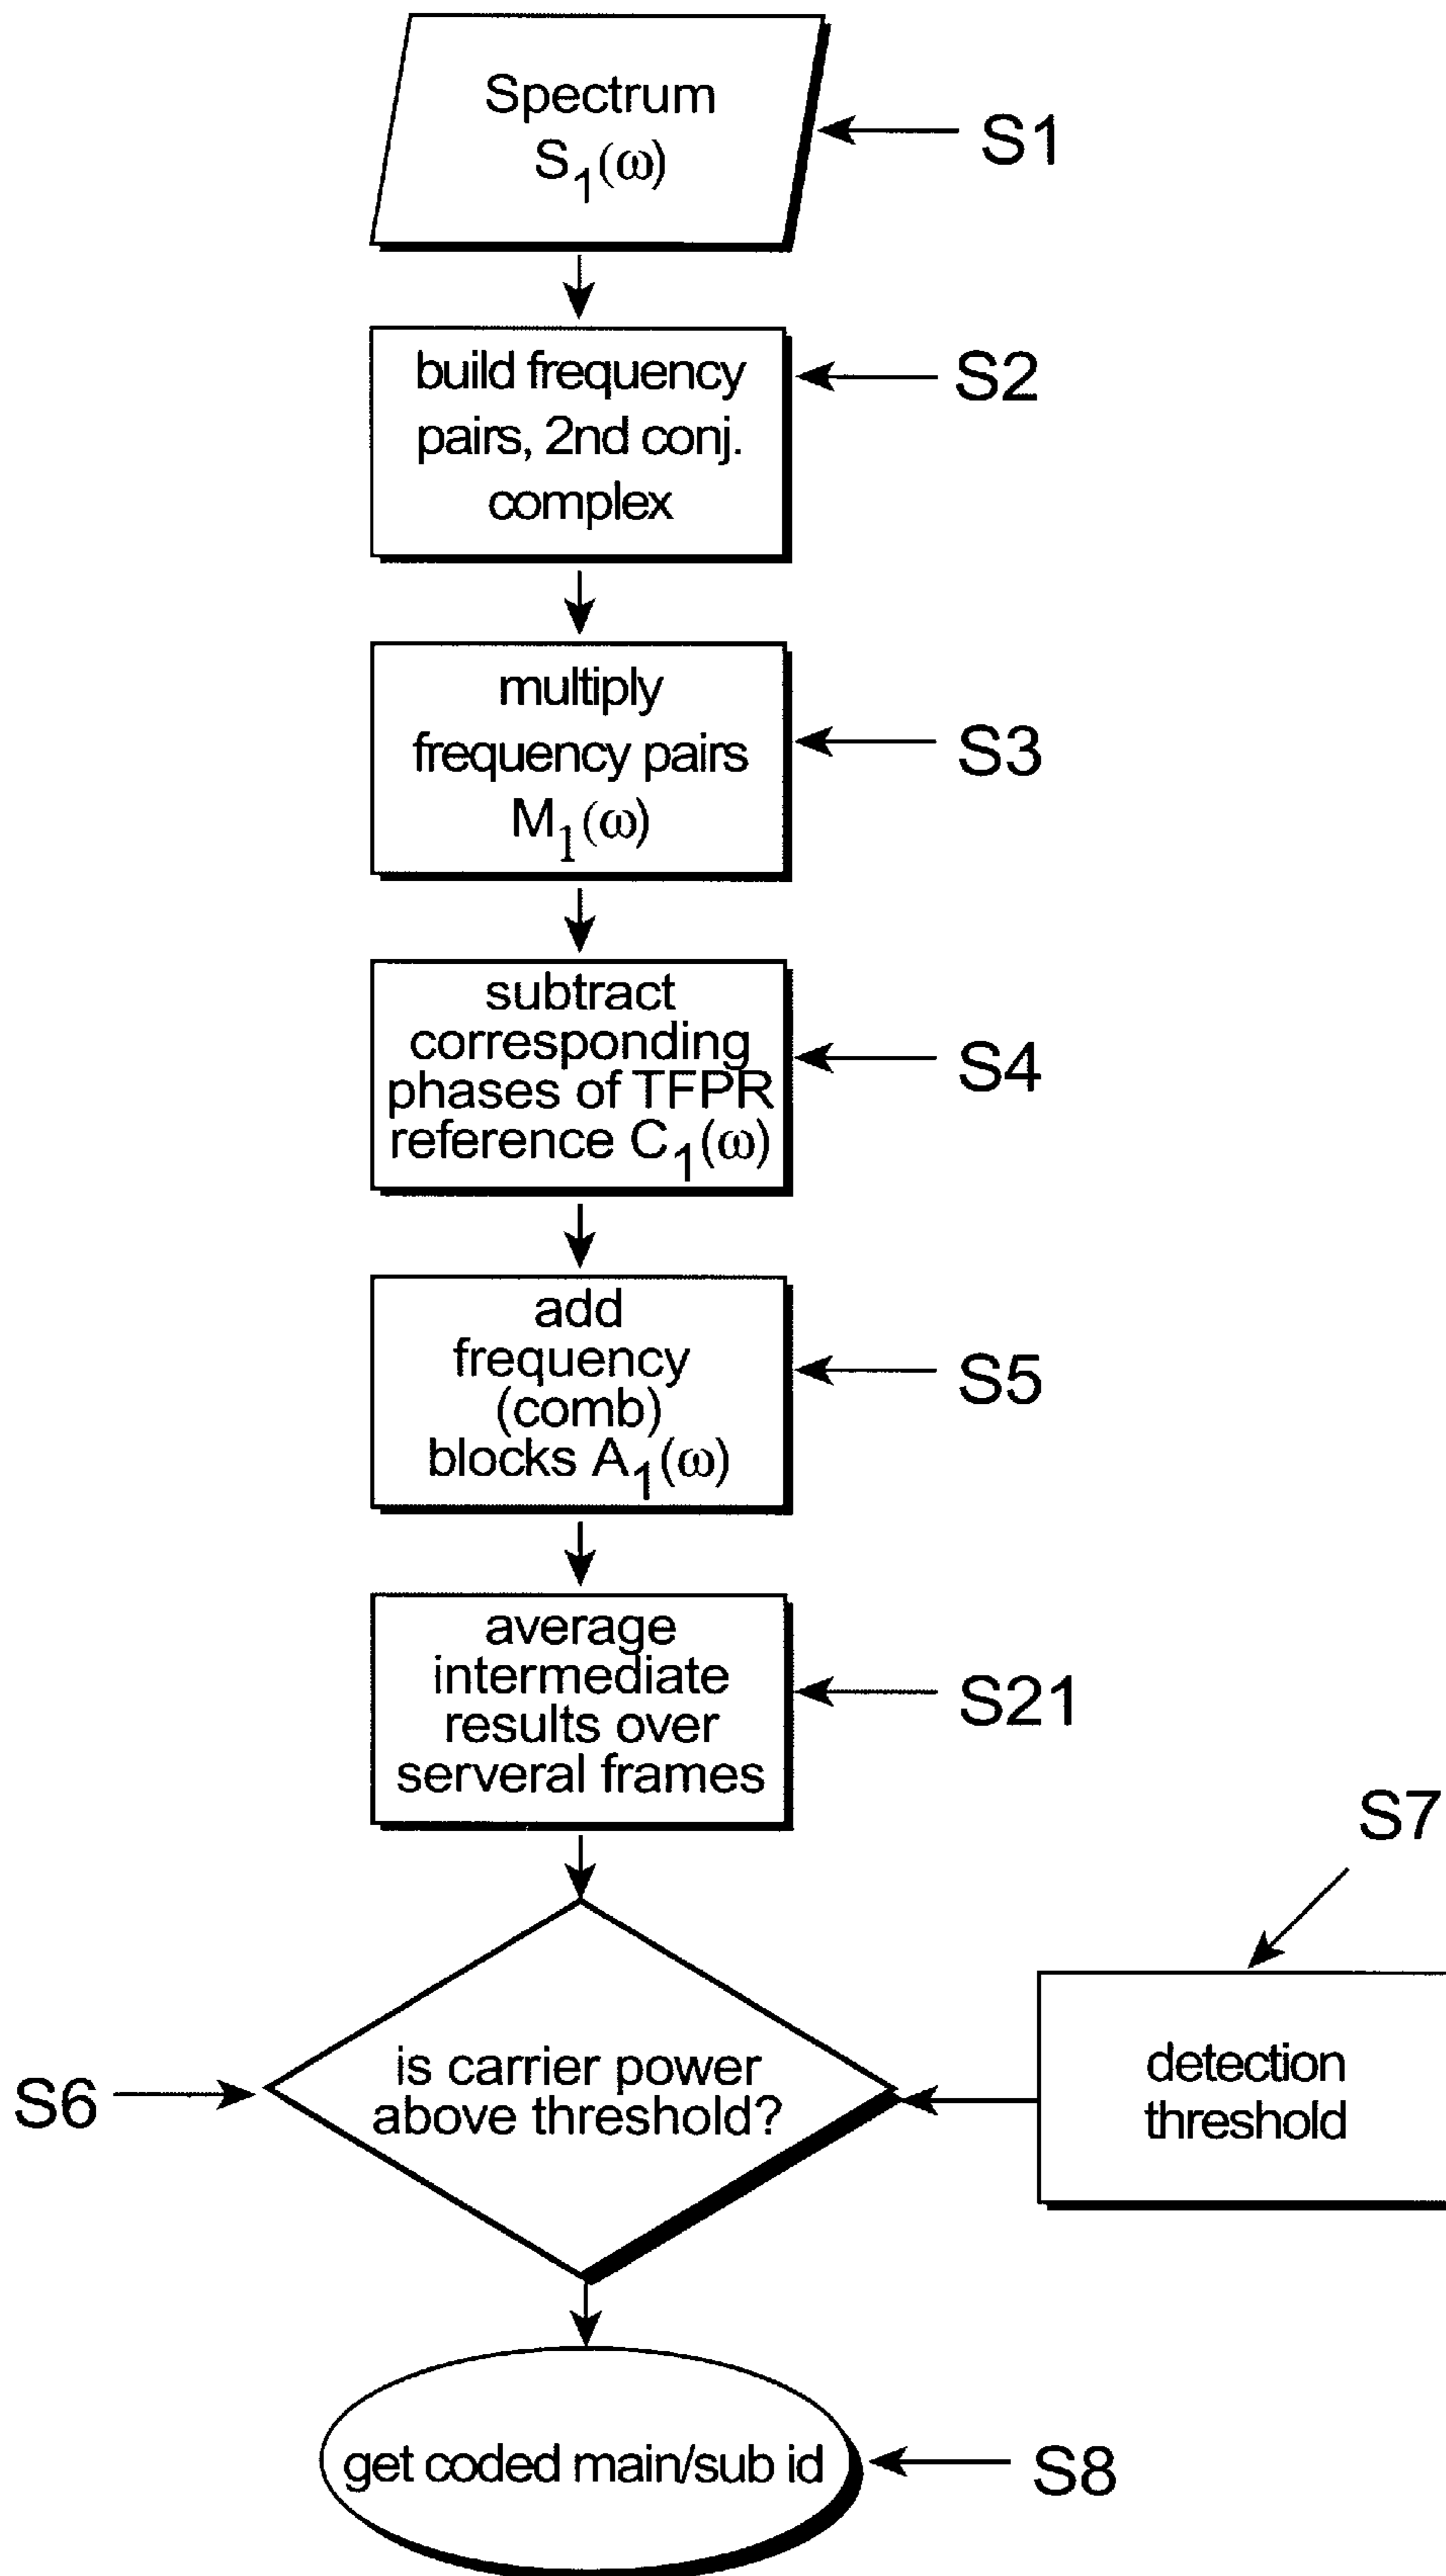 Spectrum
S₁(ω)
S1
build frequency
pairs, 2nd conj.
complex
S2
multiply
frequency pairs
M₁(ω)
S3
subtract
corresponding
phases of TFPR
reference C₁(ω)
S4
add
frequency
(comb)
blocks A₁(ω)
S5
average
intermediate
results over
serveral frames
S21
S7
is carrier power
above threshold?
S6
detection
threshold
get coded main/sub id
S8